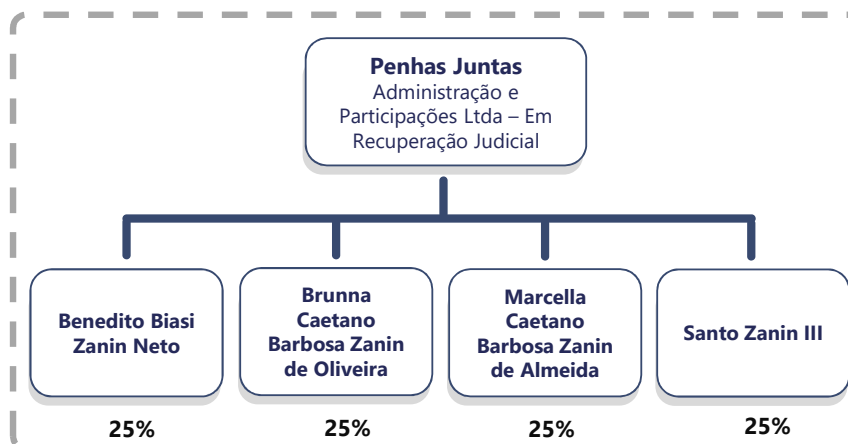 Penhas Juntas
Administração e
Participações Ltda – Em
Recuperação Judicial
Benedito Biasi
Zanin Neto
Brunna
Caetano
Barbosa Zanin
de Oliveira
Marcella
Caetano
Barbosa Zanin
de Almeida
Santo Zanin III
25%
25%
25%
25%